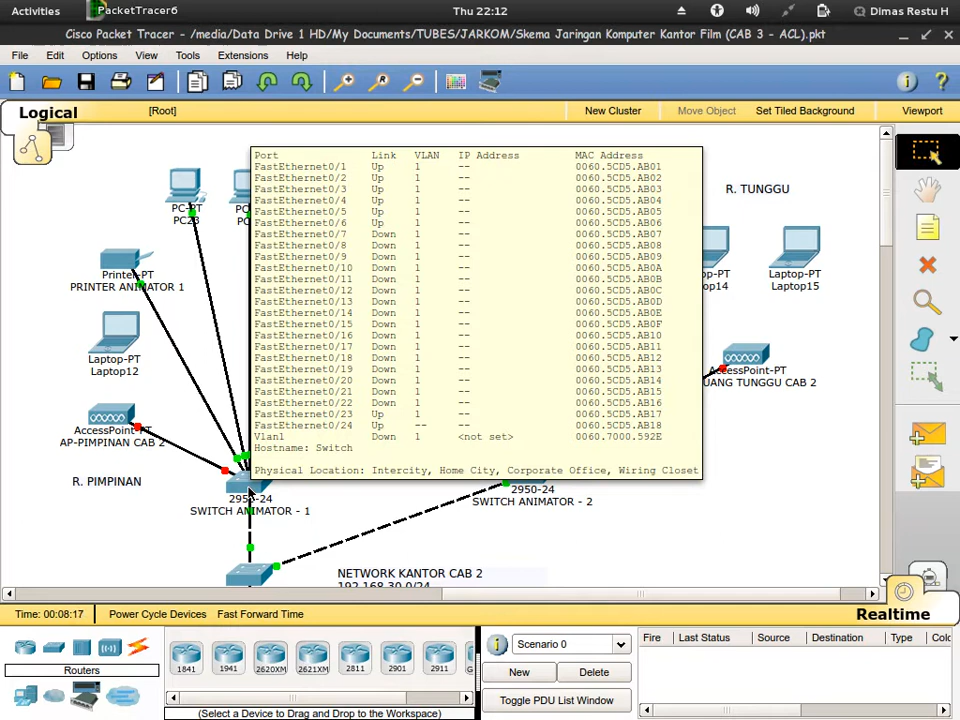 Activities
PacketTracer6
Thu 22:12
Dimas Restu H
Cisco Packet Tracer - /media/Data Drive 1 HD/My Documents/TUBES/JARKOM/Skema Jaringan Komputer Kantor Film (CAB 3 - ACL).pkt
File Edit Options View Tools Extensions Help
Logical
[Root]
New Cluster
Move Object
Set Tiled Background
Viewport
Port Link VLAN IP Address MAC Address
FastEthernet0/1 Up 1 -- 0060.5CD5.AB01
FastEthernet0/2 Up 1 -- 0060.5CD5.AB02
FastEthernet0/3 Up 1 -- 0060.5CD5.AB03
FastEthernet0/4 Up 1 -- 0060.5CD5.AB04
FastEthernet0/5 Up 1 -- 0060.5CD5.AB05
FastEthernet0/6 Up 1 -- 0060.5CD5.AB06
FastEthernet0/7 Down 1 -- 0060.5CD5.AB07
FastEthernet0/8 Down 1 -- 0060.5CD5.AB08
FastEthernet0/9 Down 1 -- 0060.5CD5.AB09
FastEthernet0/10 Down 1 -- 0060.5CD5.AB0A
FastEthernet0/11 Down 1 -- 0060.5CD5.AB0B
FastEthernet0/12 Down 1 -- 0060.5CD5.AB0C
FastEthernet0/13 Down 1 -- 0060.5CD5.AB0D
FastEthernet0/14 Down 1 -- 0060.5CD5.AB0E
FastEthernet0/15 Down 1 -- 0060.5CD5.AB0F
FastEthernet0/16 Down 1 -- 0060.5CD5.AB10
FastEthernet0/17 Down 1 -- 0060.5CD5.AB11
FastEthernet0/18 Down 1 -- 0060.5CD5.AB12
FastEthernet0/19 Down 1 -- 0060.5CD5.AB13
FastEthernet0/20 Down 1 -- 0060.5CD5.AB14
FastEthernet0/21 Down 1 -- 0060.5CD5.AB15
FastEthernet0/22 Down 1 -- 0060.5CD5.AB16
FastEthernet0/23 Up 1 -- 0060.5CD5.AB17
FastEthernet0/24 Up -- -- 0060.5CD5.AB18
Vlan1 Down 1 <not set> 0060.7000.592E
Hostname: Switch
Physical Location: Intercity, Home City, Corporate Office, Wiring Closet
PC-PT
PC23
R. TUNGGU
Printer-PT
PRINTER ANIMATOR 1
Laptop-PT
Laptop15
Laptop-PT
Laptop12
AccessPoint-PT
UANG TUNGGU CAB 2
AccessPoint-PT
AP-PIMPINAN CAB 2
R. PIMPINAN
2950-24
SWITCH ANIMATOR - 1
2950-24
SWITCH ANIMATOR - 2
NETWORK KANTOR CAB 2
192.168.30.0/24
Time: 00:08:17
Power Cycle Devices
Fast Forward Time
Realtime
Routers
1841 1941 2620XM 2621XM 2811 2901 2911
(Select a Device to Drag and Drop to the Workspace)
Scenario 0
New
Delete
Toggle PDU List Window
Fire Last Status Source Destination Type